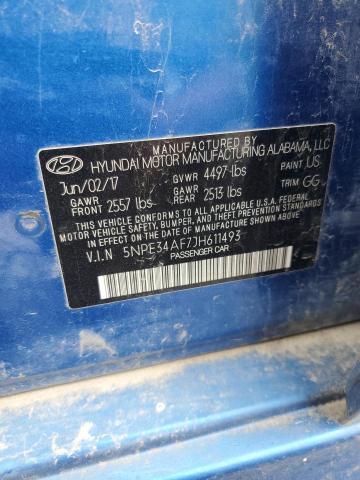 MANUFACTURED BY
HYUNDAI MOTOR MANUFACTURING ALABAMA, LLC
Jun/02/17 GVWR 4497 lbs PAINT US
GAWR FRONT 2557 lbs GAWR REAR 2513 lbs TRIM GG
THIS VEHICLE CONFORMS TO ALL APPLICABLE U.S. FEDERAL
MOTOR VEHICLE SAFETY, BUMPER, AND THEFT PREVENTION STANDARDS
IN EFFECT ON THE DATE OF MANUFACTURE SHOWN ABOVE.
V.I.N 5NPE34AF7JH611493
PASSENGER CAR